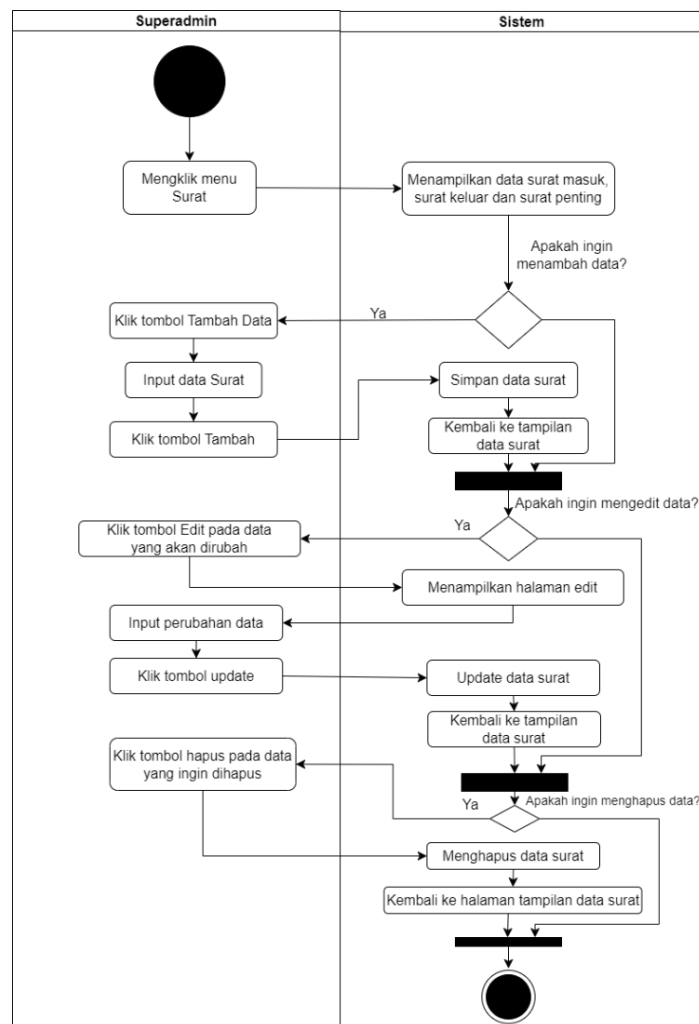 Superadmin
Sistem
Mengklik menu
Surat
Menampilkan data surat masuk,
surat keluar dan surat penting
Apakah ingin
menambah data?
Ya
Klik tombol Tambah Data
Input data Surat
Simpan data surat
Klik tombol Tambah
Kembali ke tampilan
data surat
Apakah ingin mengedit data?
Ya
Klik tombol Edit pada data
yang akan dirubah
Menampilkan halaman edit
Input perubahan data
Klik tombol update
Update data surat
Kembali ke tampilan
data surat
Klik tombol hapus pada data
yang ingin dihapus
Ya
Apakah ingin menghapus data?
Menghapus data surat
Kembali ke halaman tampilan data surat